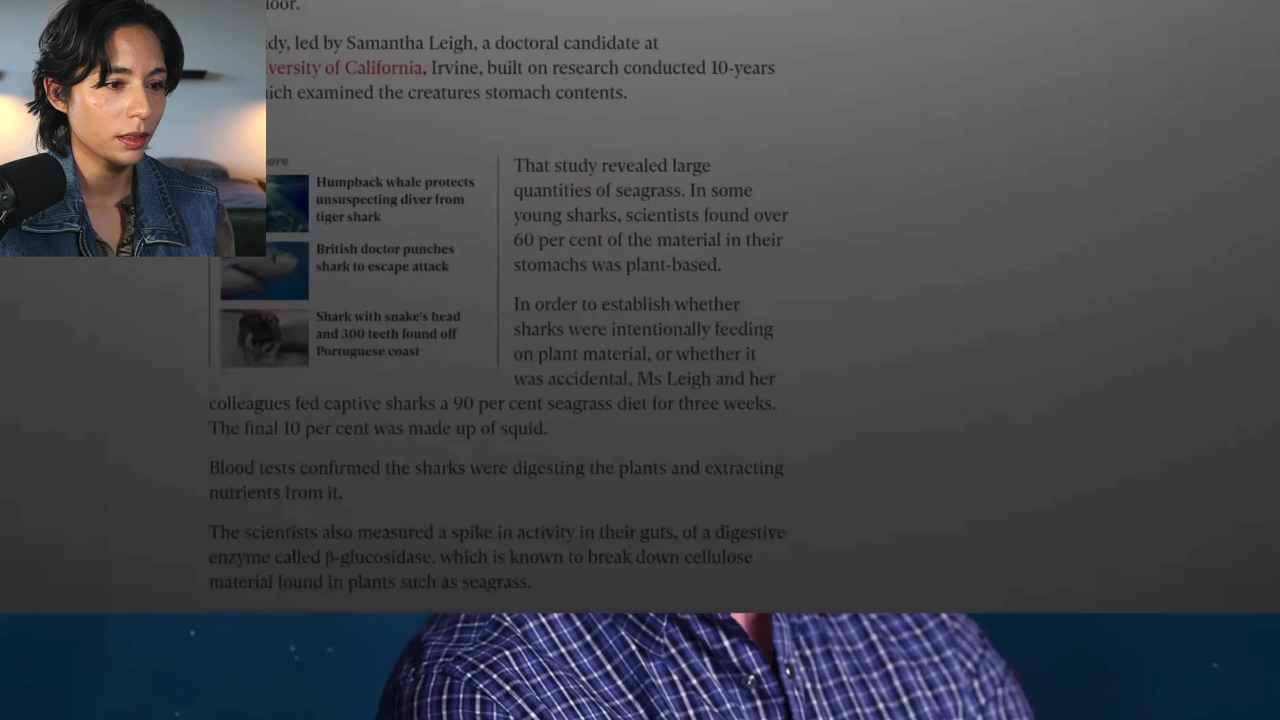 loor.
dy, led by Samantha Leigh, a doctoral candidate at
versity of California, Irvine, built on research conducted 10-years
ich examined the creatures stomach contents.
ore
Humpback whale protects
unsuspecting diver from
tiger shark
British doctor punches
shark to escape attack
Shark with snake's head
and 300 teeth found off
Portuguese coast
That study revealed large
quantities of seagrass. In some
young sharks, scientists found over
60 per cent of the material in their
stomachs was plant-based.
In order to establish whether
sharks were intentionally feeding
on plant material, or whether it
was accidental, Ms Leigh and her
colleagues fed captive sharks a 90 per cent seagrass diet for three weeks.
The final 10 per cent was made up of squid.
Blood tests confirmed the sharks were digesting the plants and extracting
nutrients from it.
The scientists also measured a spike in activity in their guts, of a digestive
enzyme called β-glucosidase, which is known to break down cellulose
material found in plants such as seagrass.